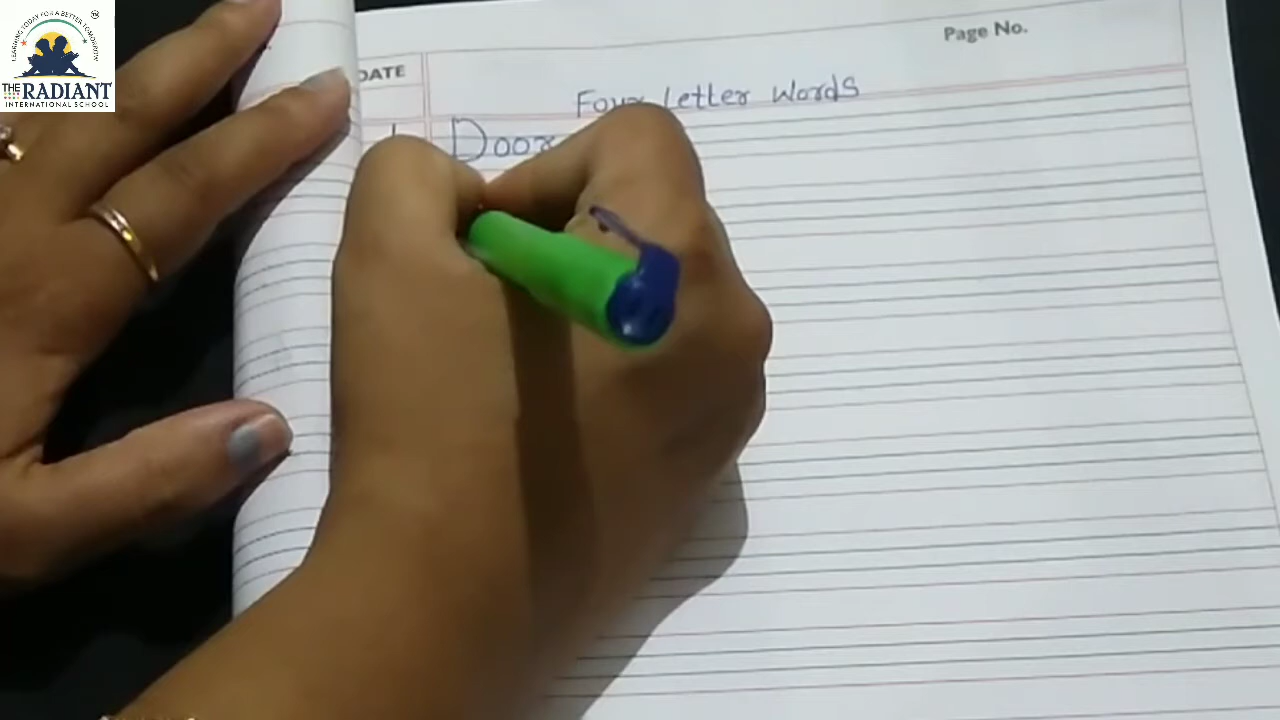 LEARNING TODAY FOR A BETTER TOMORROW
THE RADIANT
INTERNATIONAL SCHOOL
Page No.
DATE
Four Letter Words
Door